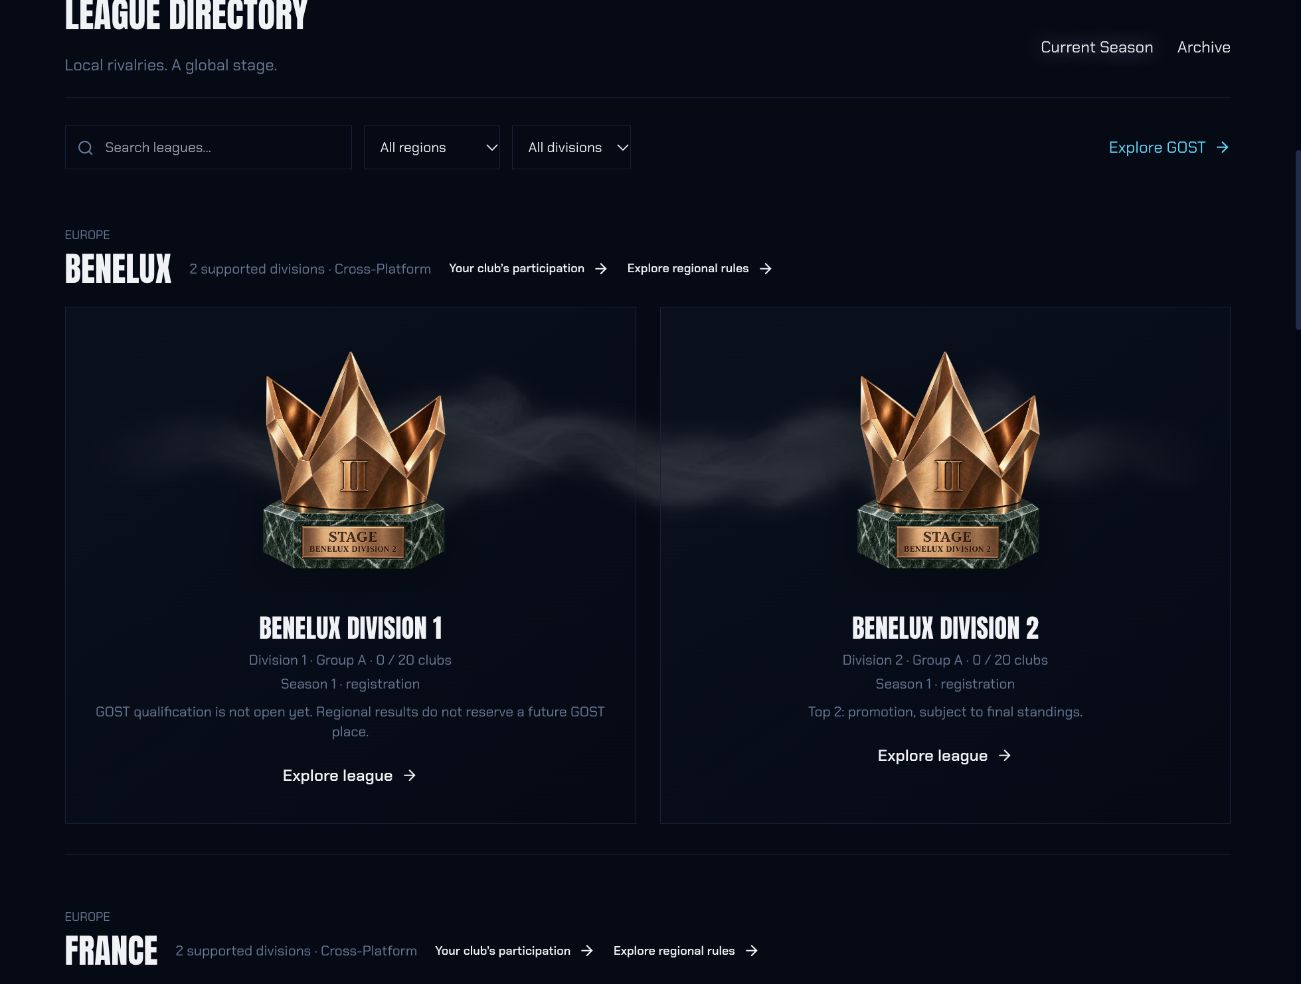 LEAGUE DIRECTORY
Local rivalries. A global stage.
Current Season
Archive
Search leagues...
All regions
All divisions
Explore GOST →
EUROPE
BENELUX
2 supported divisions · Cross-Platform
Your club's participation →
Explore regional rules →
II
STAGE
BENELUX DIVISION 2
BENELUX DIVISION 1
Division 1 · Group A · 0 / 20 clubs
Season 1 · registration
GOST qualification is not open yet. Regional results do not reserve a future GOST
place.
Explore league →
II
STAGE
BENELUX DIVISION 2
BENELUX DIVISION 2
Division 2 · Group A · 0 / 20 clubs
Season 1 · registration
Top 2: promotion, subject to final standings.
Explore league →
EUROPE
FRANCE
2 supported divisions · Cross-Platform
Your club's participation →
Explore regional rules →